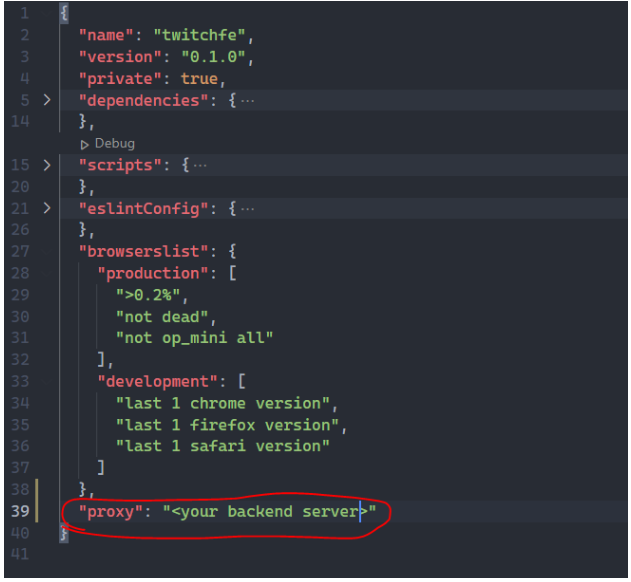 1 {
2 "name": "twitchfe",
3 "version": "0.1.0",
4 "private": true,
5 > "dependencies": { ...
14 },
Debug
15 > "scripts": { ...
20 },
21 > "eslintConfig": { ...
26 },
27 "browserslist": {
28 "production": [
29 ">0.2%",
30 "not dead",
31 "not op_mini all"
32 ],
33 "development": [
34 "last 1 chrome version",
35 "last 1 firefox version",
36 "last 1 safari version"
37 ]
38 },
39 "proxy": "<your backend server>"
40 }
41